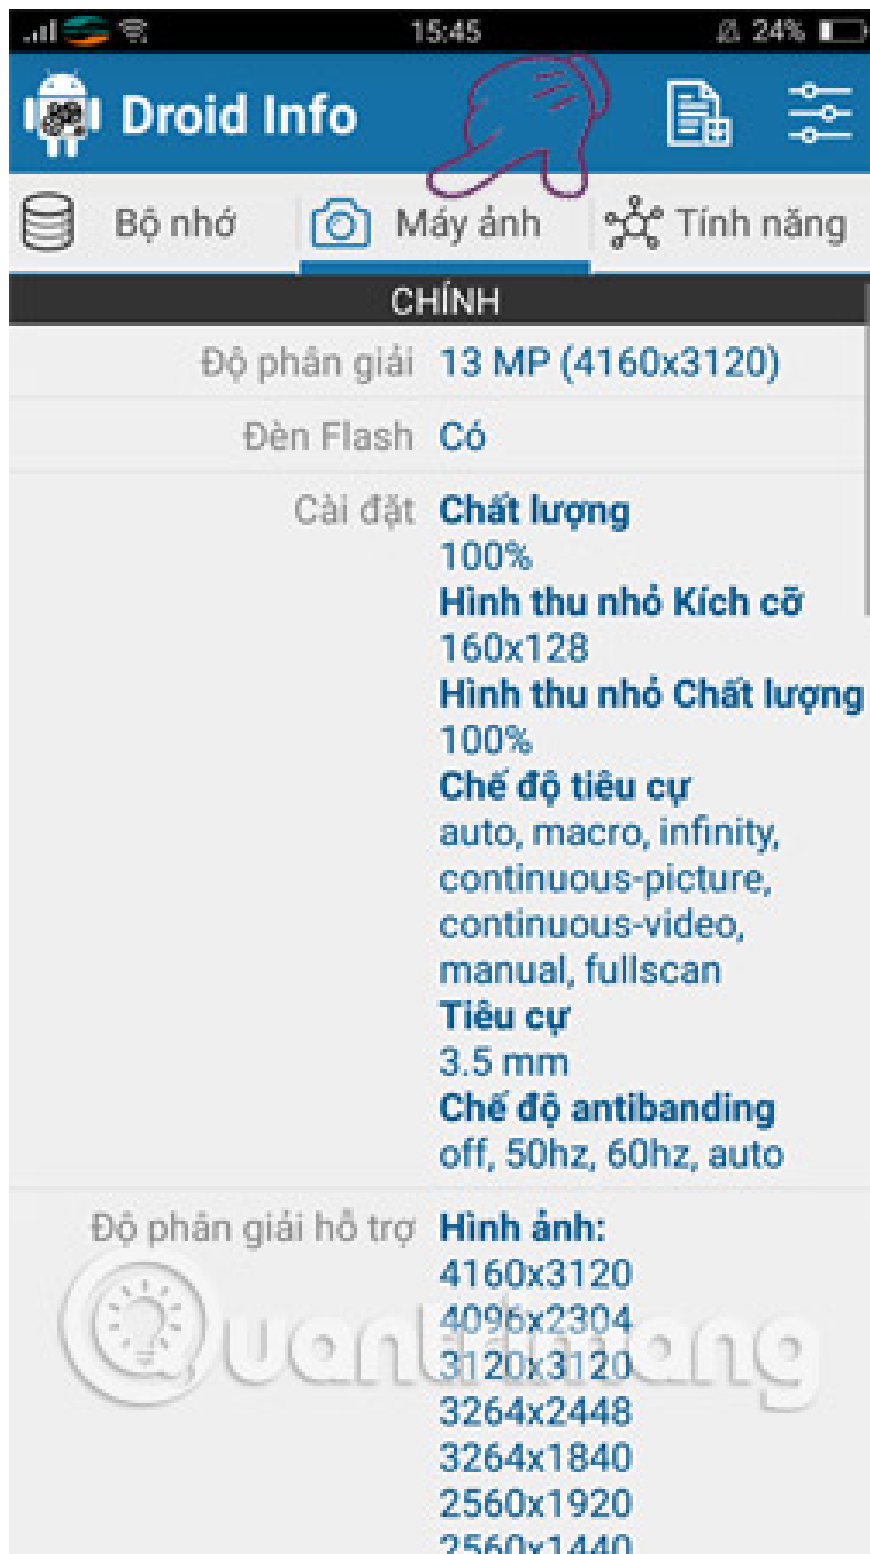 15:45
24%
Droid Info
Bộ nhớ
Máy ảnh
Tính năng
CHÍNH
Độ phân giải 13 MP (4160x3120)
Đèn Flash Có
Cài đặt Chất lượng
100%
Hình thu nhỏ Kích cỡ
160x128
Hình thu nhỏ Chất lượng
100%
Chế độ tiêu cự
auto, macro, infinity,
continuous-picture,
continuous-video,
manual, fullscan
Tiêu cự
3.5 mm
Chế độ antibanding
off, 50hz, 60hz, auto
Độ phân giải hỗ trợ Hình ảnh:
4160x3120
4096x2304
3120x3120
3264x2448
3264x1840
2560x1920
2560x1440
Quantrimang